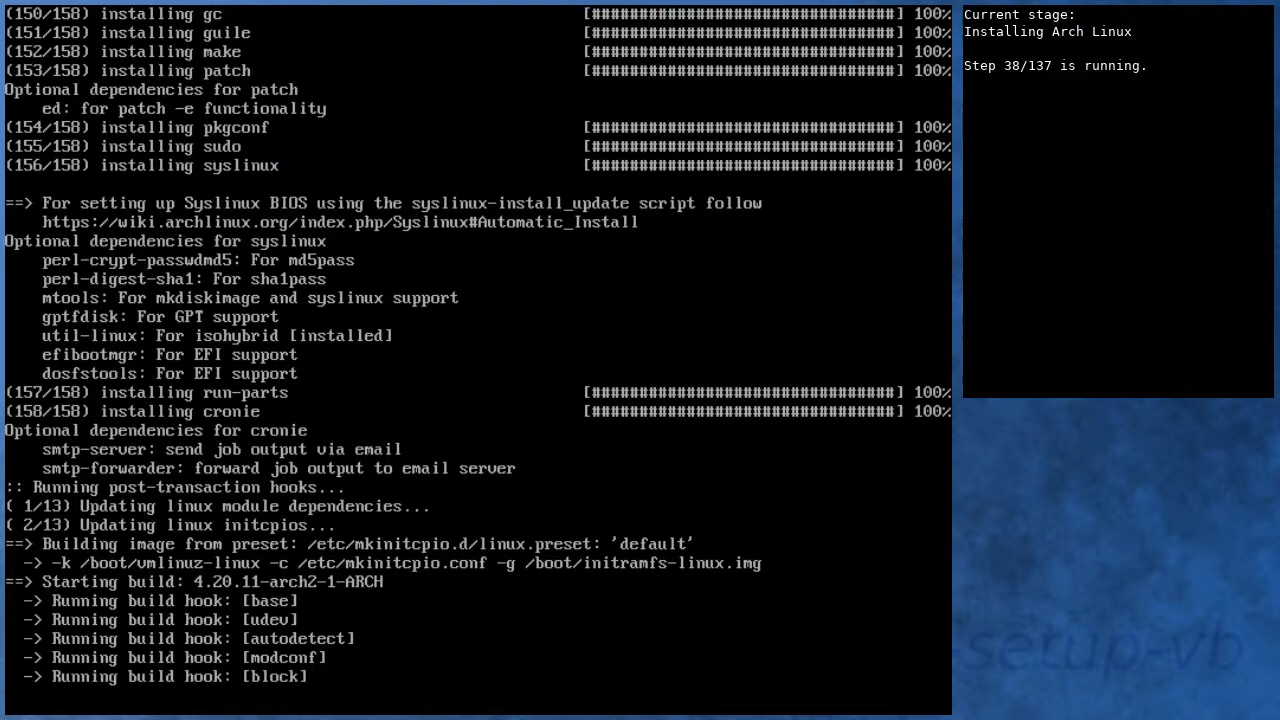 (150/158) installing gc [################################] 100%
(151/158) installing guile [################################] 100%
(152/158) installing make [################################] 100%
(153/158) installing patch [################################] 100%
Optional dependencies for patch
    ed: for patch -e functionality
(154/158) installing pkgconf [################################] 100%
(155/158) installing sudo [################################] 100%
(156/158) installing syslinux [################################] 100%

==> For setting up Syslinux BIOS using the syslinux-install_update script follow
    https://wiki.archlinux.org/index.php/Syslinux#Automatic_Install
Optional dependencies for syslinux
    perl-crypt-passwdmd5: For md5pass
    perl-digest-sha1: For sha1pass
    mtools: For mkdiskimage and syslinux support
    gptfdisk: For GPT support
    util-linux: For isohybrid [installed]
    efibootmgr: For EFI support
    dosfstools: For EFI support
(157/158) installing run-parts [################################] 100%
(158/158) installing cronie [################################] 100%
Optional dependencies for cronie
    smtp-server: send job output via email
    smtp-forwarder: forward job output to email server
:: Running post-transaction hooks...
( 1/13) Updating linux module dependencies...
( 2/13) Updating linux initcpios...
==> Building image from preset: /etc/mkinitcpio.d/linux.preset: 'default'
  -> -k /boot/vmlinuz-linux -c /etc/mkinitcpio.conf -g /boot/initramfs-linux.img
==> Starting build: 4.20.11-arch2-1-ARCH
  -> Running build hook: [base]
  -> Running build hook: [udev]
  -> Running build hook: [autodetect]
  -> Running build hook: [modconf]
  -> Running build hook: [block]
Current stage:
Installing Arch Linux

Step 38/137 is running.
setup-vb